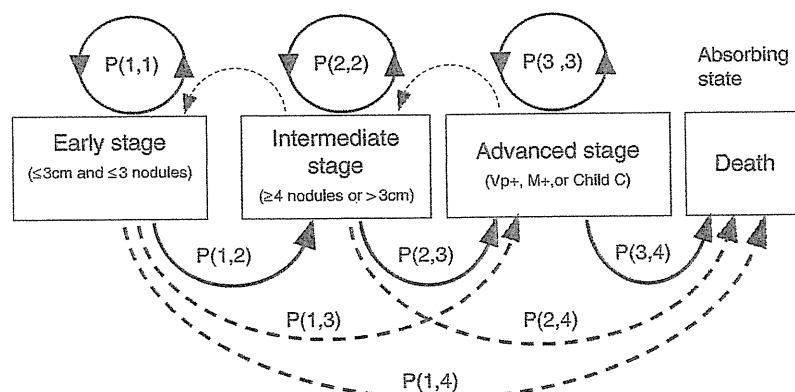 P(1,1)
P(2,2)
P(3 ,3)
Absorbing
state
Early stage
(≤3cm and ≤3 nodules)
Intermediate
stage
(≥4 nodules or >3cm)
Advanced stage
(Vp+, M+,or Child C)
Death
P(1,2)
P(2,3)
P(3,4)
P(1,3)
P(2,4)
P(1,4)